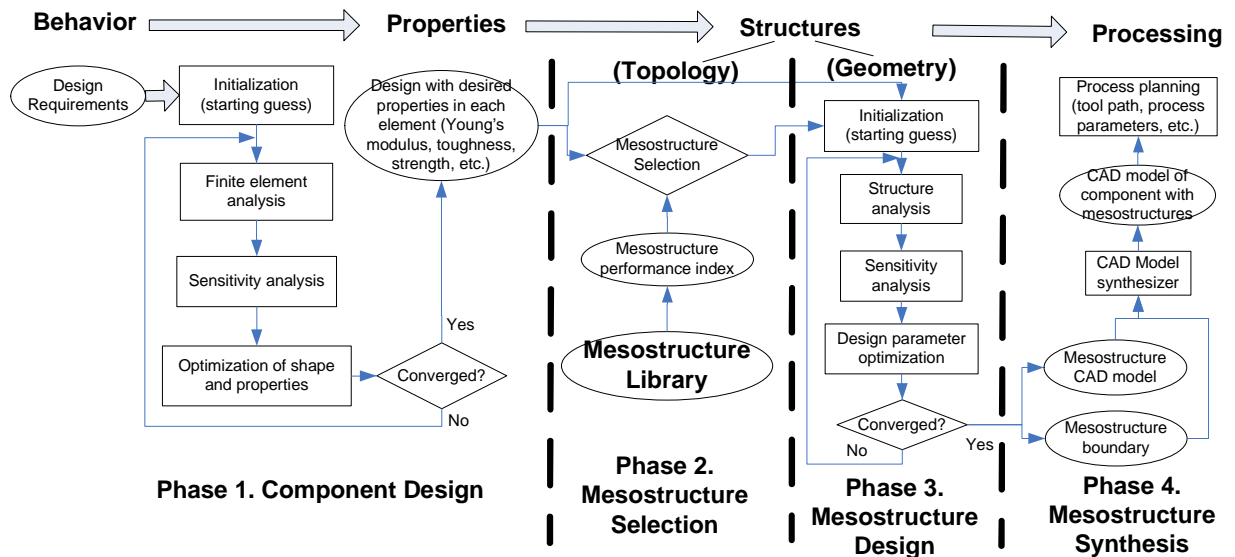 Behavior
Properties
Structures
Processing
(Topology)
(Geometry)
Design
Requirements
Initialization
(starting guess)
Finite element
analysis
Sensitivity analysis
Optimization of shape
and properties
Converged?
Yes
No
Design with desired
properties in each
element (Young's
modulus, toughness,
strength, etc.)
Phase 1. Component Design
Mesostructure
Selection
Mesostructure
performance index
Mesostructure
Library
Phase 2.
Mesostructure
Selection
Initialization
(starting guess)
Structure
analysis
Sensitivity
analysis
Design parameter
optimization
Converged?
No
Yes
Phase 3.
Mesostructure
Design
Process planning
(tool path, process
parameters, etc.)
CAD model of
component with
mesostructures
CAD Model
synthesizer
Mesostructure
CAD model
Mesostructure
boundary
Phase 4.
Mesostructure
Synthesis